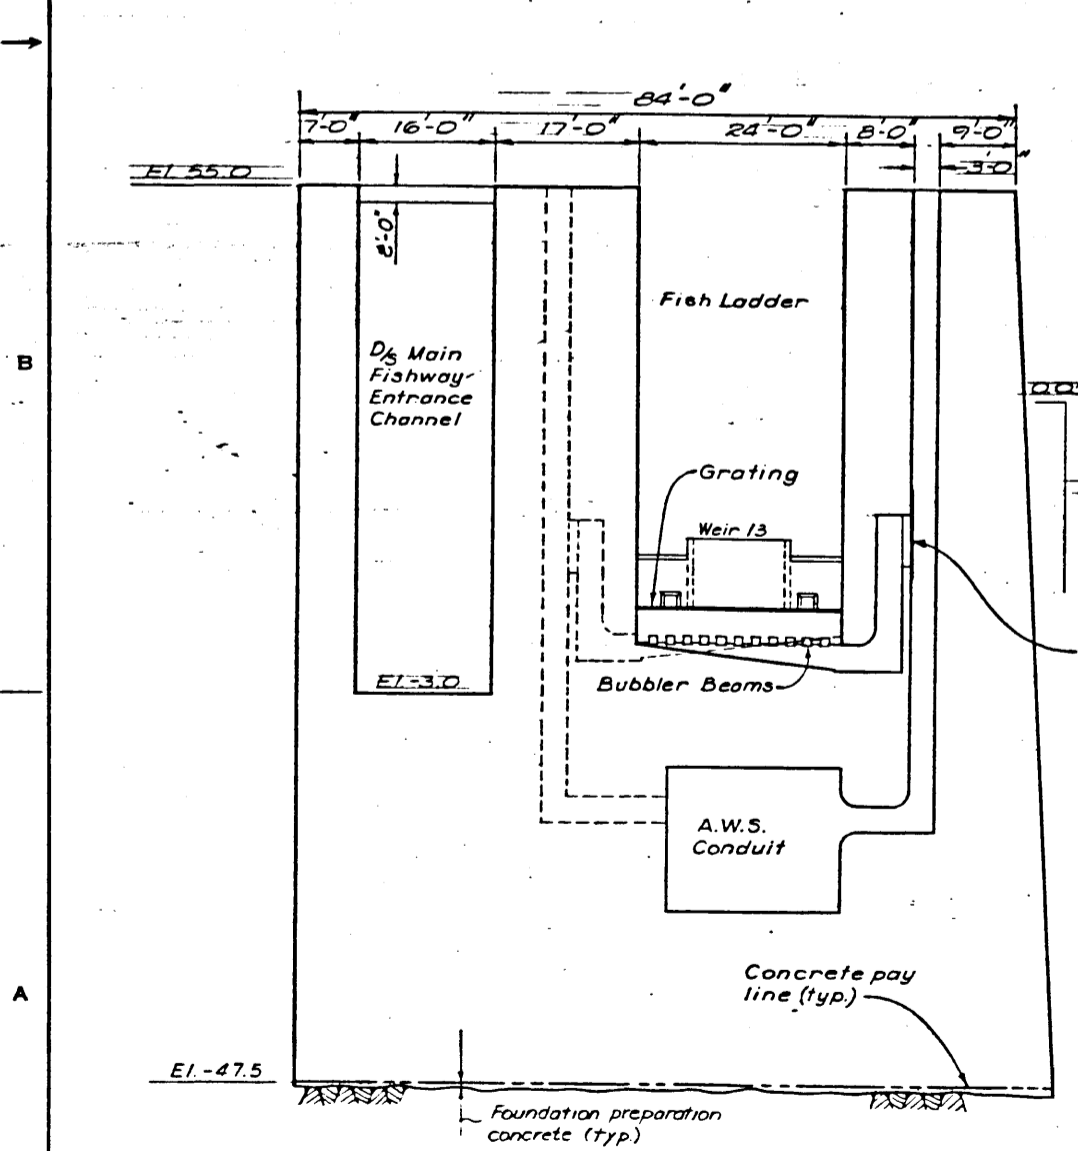 84'-0"
7'-0" 16'-0" 17'-0" 24'-0" 8'-0" 9'-0"
3'-0"
El. 55.0
2'-0"
Fish Ladder
D/S Main
Fishway
Entrance
Channel
B
Grating
Weir 13
El.-3.0
Bubbler Beams
A.W.S.
Conduit
Concrete pay
line (typ.)
A
El.-47.5
Foundation preparation
concrete (typ.)